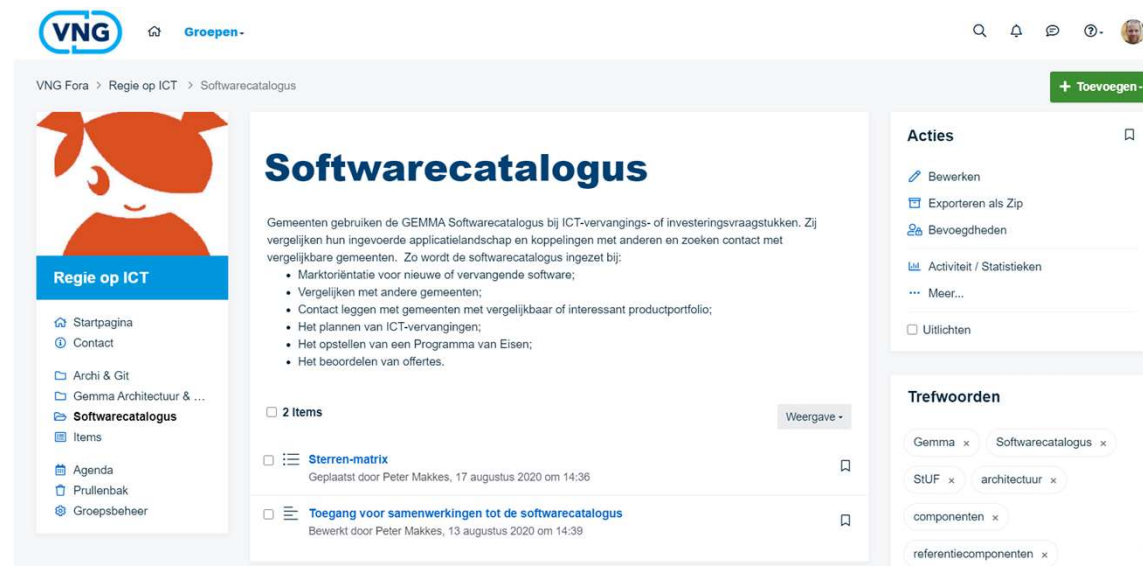 VNG
Groepen
VNG Fora > Regie op ICT > Softwarecatalogus
+ Toevoegen
Regie op ICT
Startpagina
Contact
Archi & Git
Gemma Architectuur & ...
Softwarecatalogus
Items
Agenda
Prullenbak
Groepsbeheer
Softwarecatalogus
Gemeenten gebruiken de GEMMA Softwarecatalogus bij ICT-vervangings- of investeringsvraagstukken. Zij
vergelijken hun ingevoerde applicatielandschap en koppelingen met anderen en zoeken contact met
vergelijkbare gemeenten. Zo wordt de softwarecatalogus ingezet bij:
• Marktoriëntatie voor nieuwe of vervangende software;
• Vergelijken met andere gemeenten;
• Contact leggen met gemeenten met vergelijkbaar of interessant productportfolio;
• Het plannen van ICT-vervangingen;
• Het opstellen van een Programma van Eisen;
• Het beoordelen van offertes.
2 Items
Weergave
Sterren-matrix
Geplaatst door Peter Makkes, 17 augustus 2020 om 14:36
Toegang voor samenwerkingen tot de softwarecatalogus
Bewerkt door Peter Makkes, 13 augustus 2020 om 14:39
Acties
Bewerken
Exporteren als Zip
Bevoegdheden
Activiteit / Statistieken
Meer...
Uitlichten
Trefwoorden
Gemma × Softwarecatalogus ×
StUF × architectuur ×
componenten ×
referentiecomponenten ×